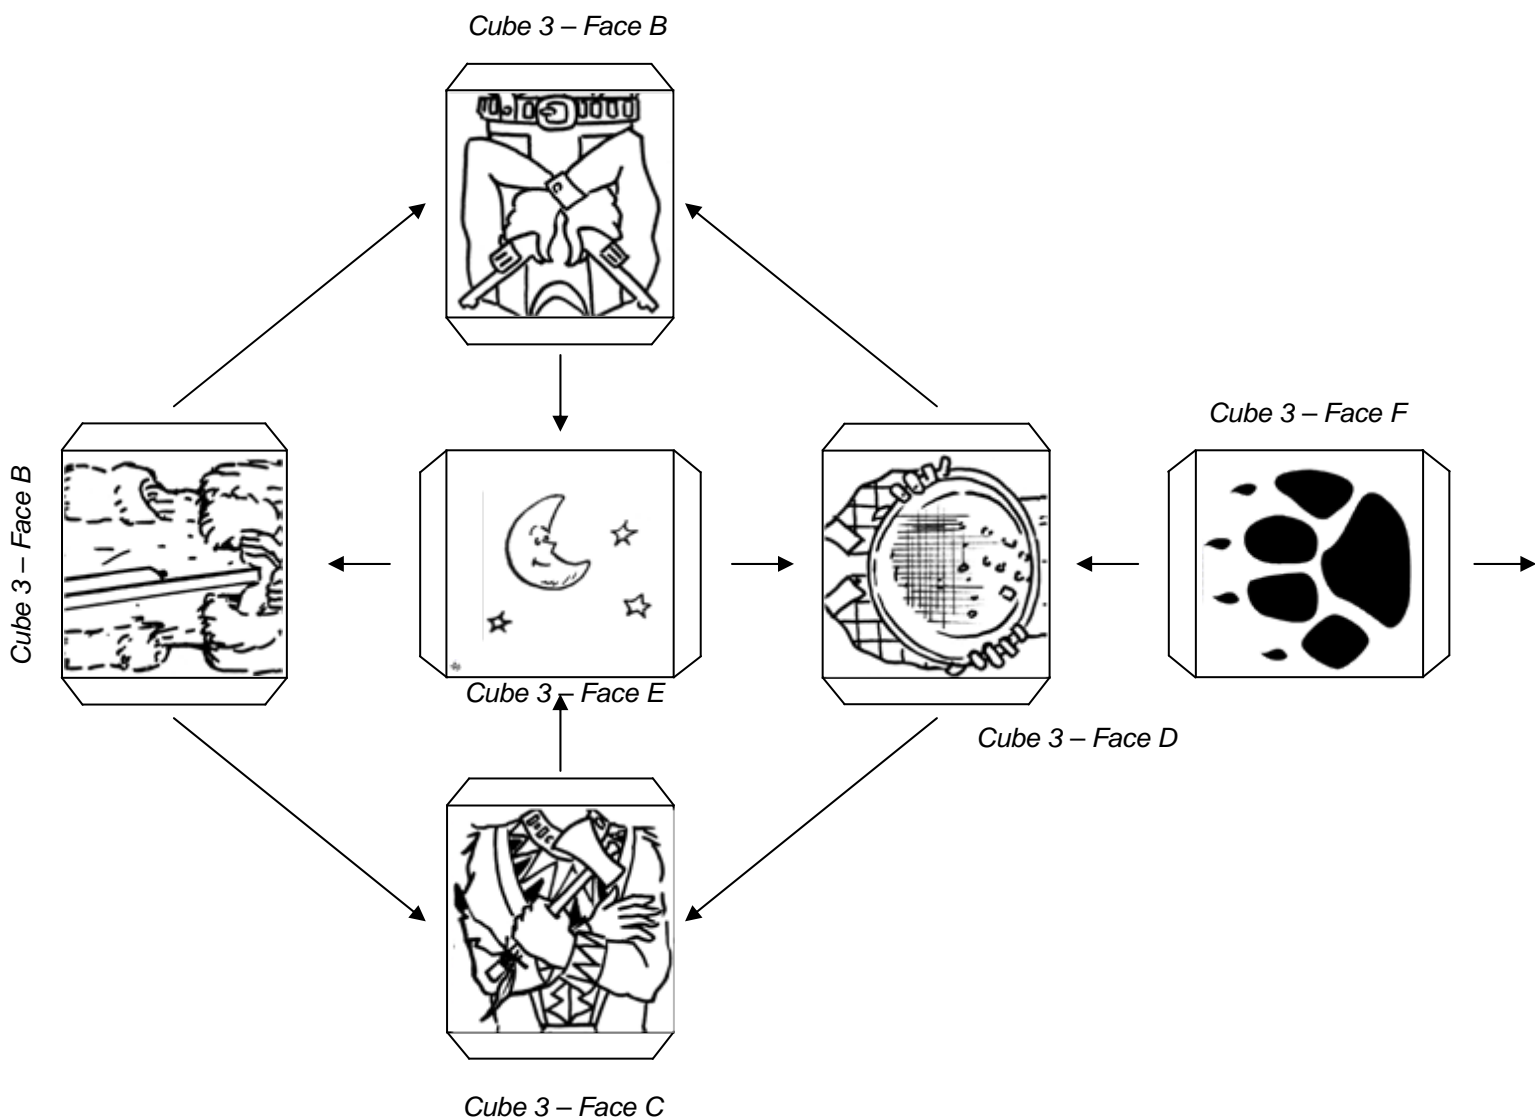 Cube 3 – Face B
Cube 3 – Face F
Cube 3 – Face B
Cube 3 – Face E
Cube 3 – Face D
Cube 3 – Face C